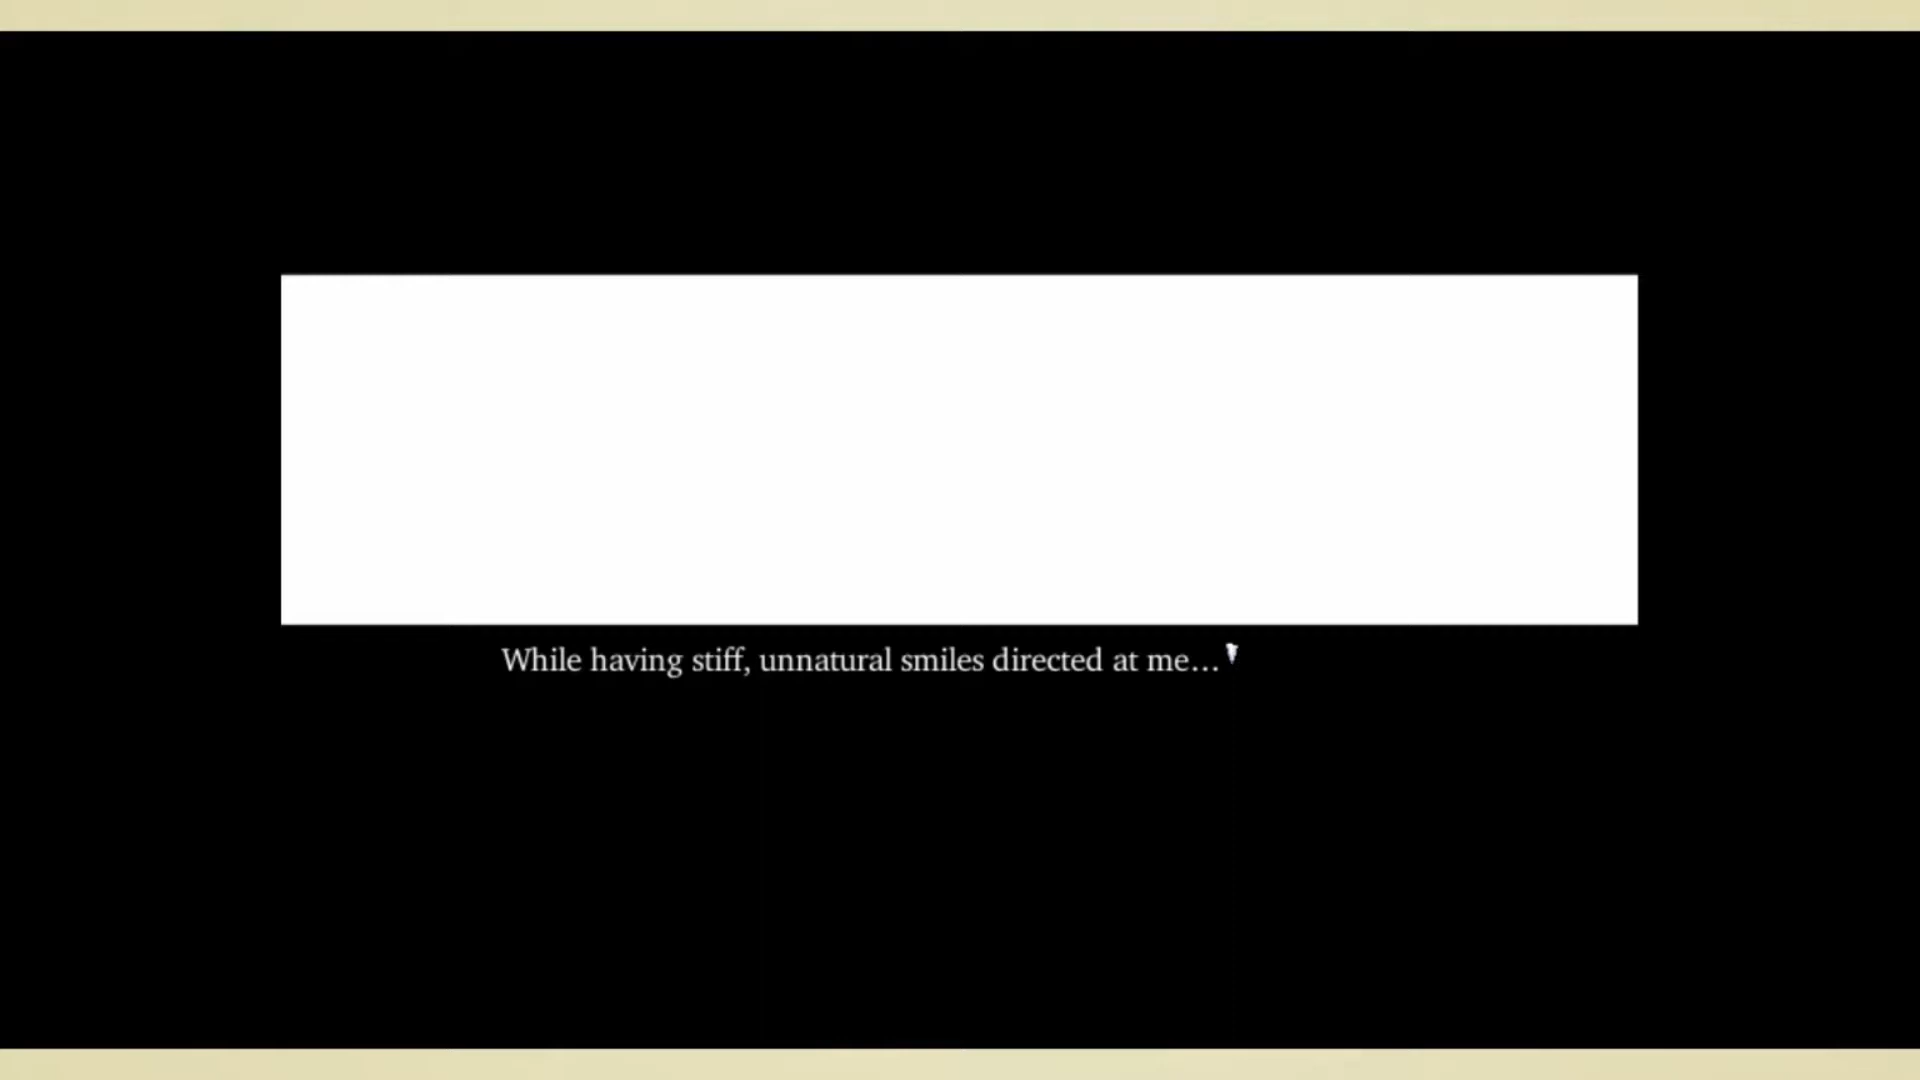 While having stiff, unnatural smiles directed at me…